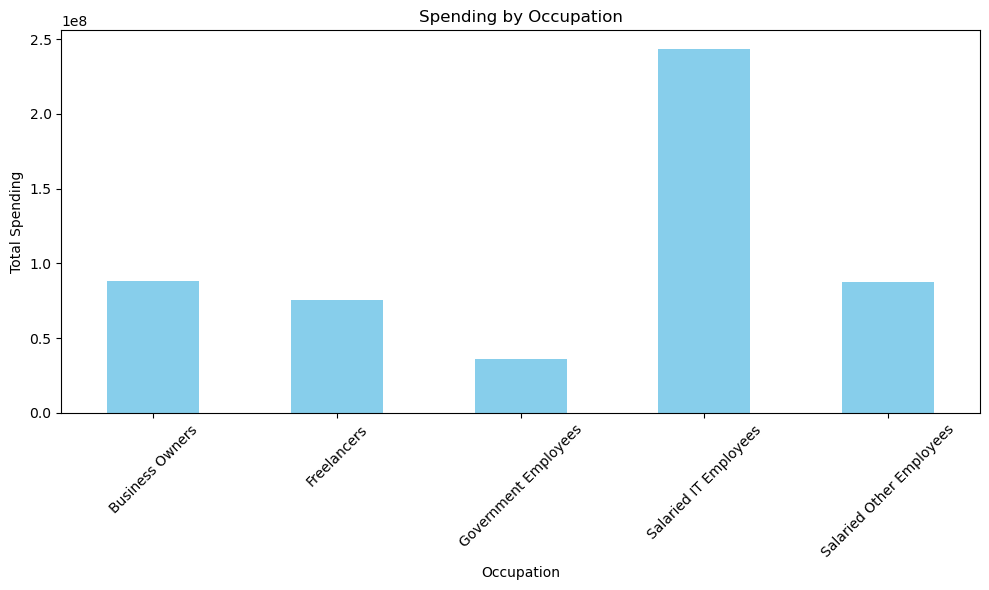 Spending by Occupation
1e8
2.5
2.0
1.5
1.0
0.5
0.0
Total Spending
Business Owners
Freelancers
Government Employees
Salaried IT Employees
Salaried Other Employees
Occupation